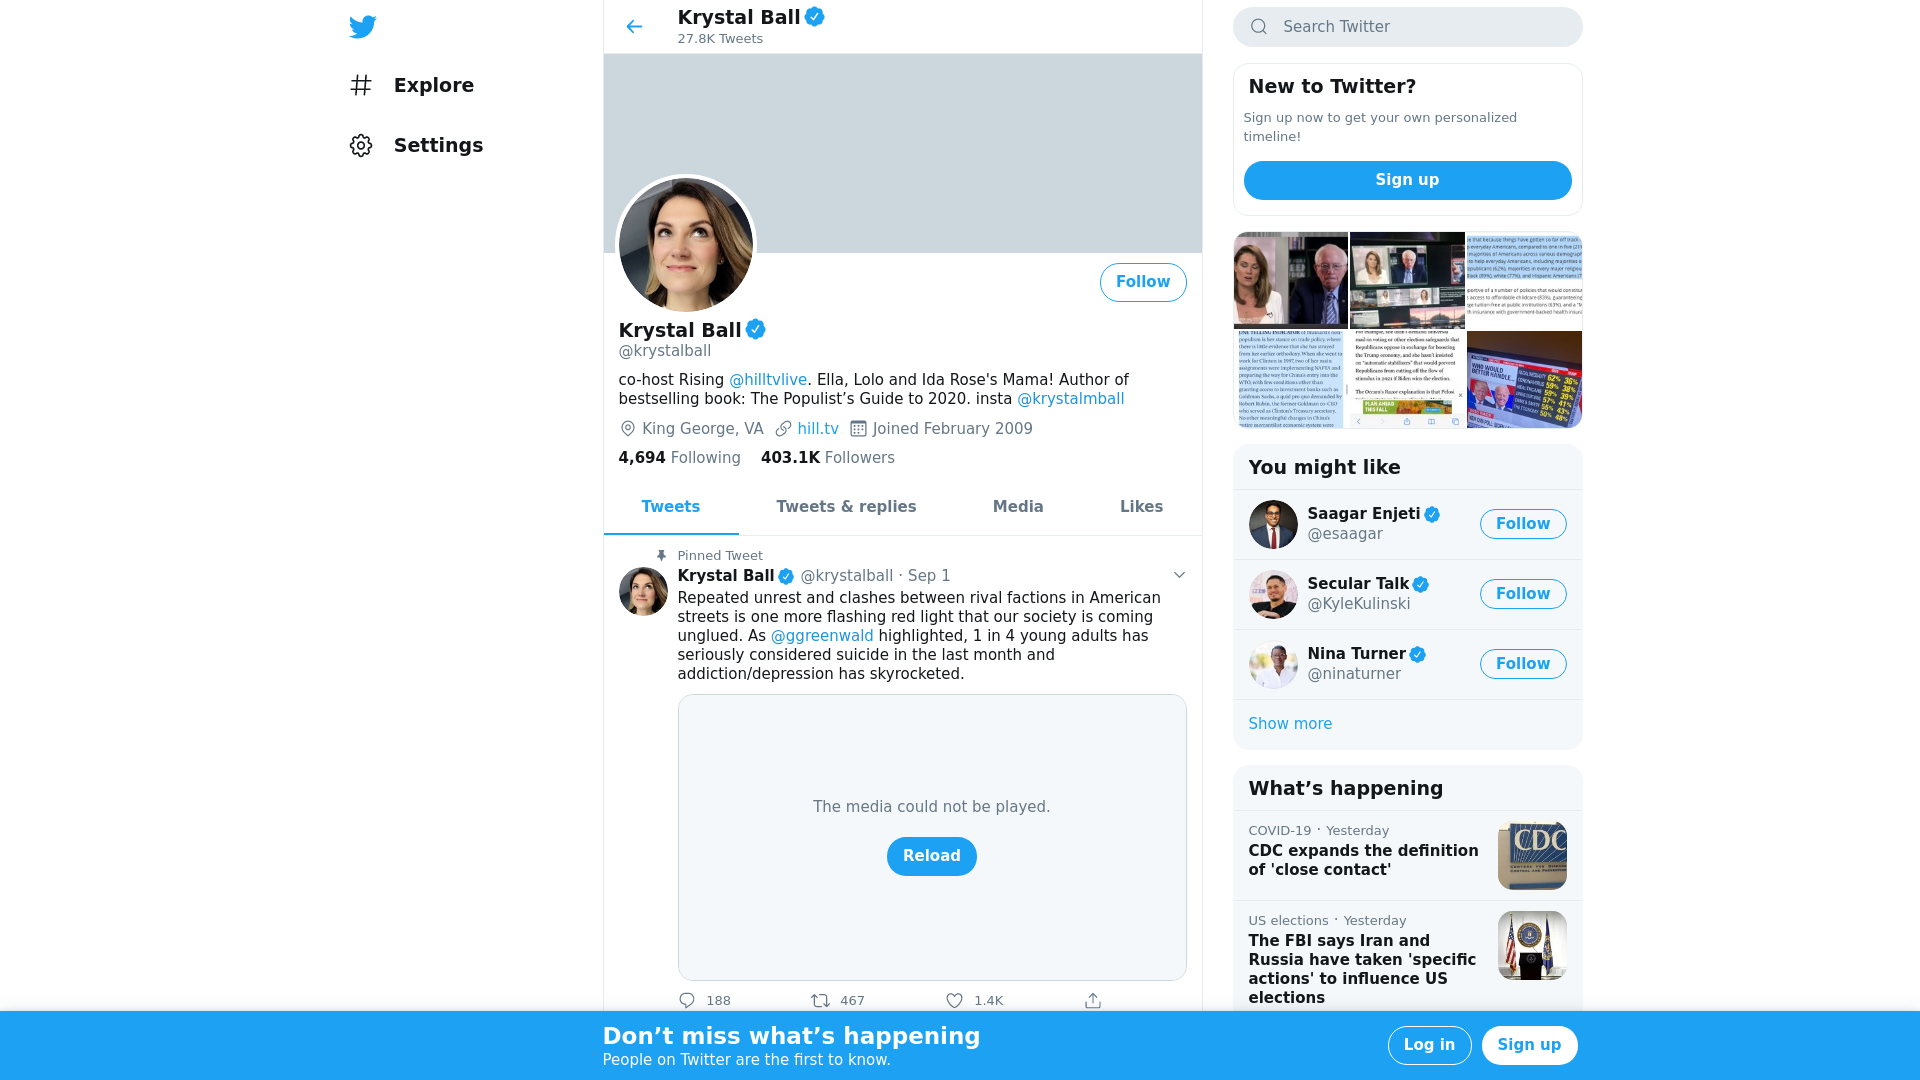 Explore
Settings
Krystal Ball
27.8K Tweets
Follow
Krystal Ball
@krystalball
co-host Rising @hilltvlive. Ella, Lolo and Ida Rose's Mama! Author of
bestselling book: The Populist’s Guide to 2020. insta @krystalmball
King George, VA hill.tv Joined February 2009
4,694 Following 403.1K Followers
Tweets Tweets & replies Media Likes
Pinned Tweet
Krystal Ball @krystalball · Sep 1
Repeated unrest and clashes between rival factions in American
streets is one more flashing red light that our society is coming
unglued. As @ggreenwald highlighted, 1 in 4 young adults has
seriously considered suicide in the last month and
addiction/depression has skyrocketed.
The media could not be played.
Reload
188 467 1.4K
Search Twitter
New to Twitter?
Sign up now to get your own personalized
timeline!
Sign up
You might like
Saagar Enjeti
@esaagar
Follow
Secular Talk
@KyleKulinski
Follow
Nina Turner
@ninaturner
Follow
Show more
What’s happening
COVID-19 · Yesterday
CDC expands the definition
of 'close contact'
CDC
US elections · Yesterday
The FBI says Iran and
Russia have taken 'specific
actions' to influence US
elections
Don’t miss what’s happening
People on Twitter are the first to know.
Log in
Sign up